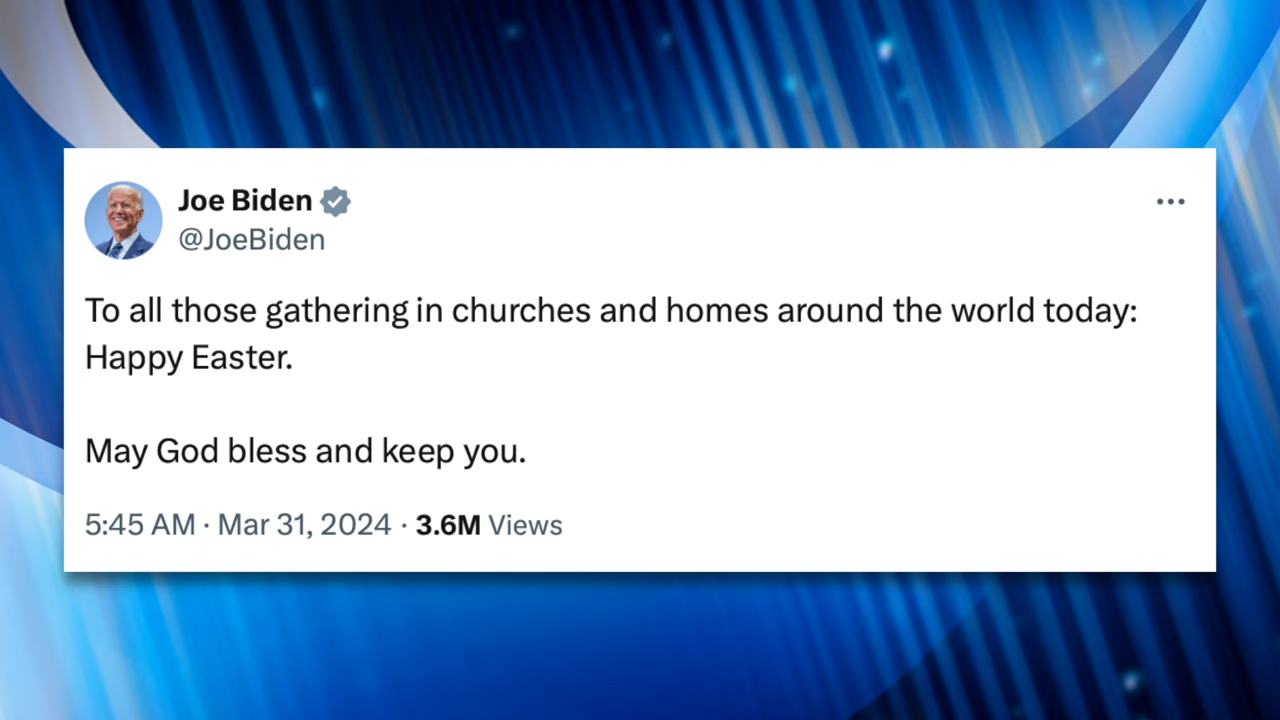 Joe Biden
@JoeBiden
To all those gathering in churches and homes around the world today:
Happy Easter.
May God bless and keep you.
5:45 AM · Mar 31, 2024 · 3.6M Views